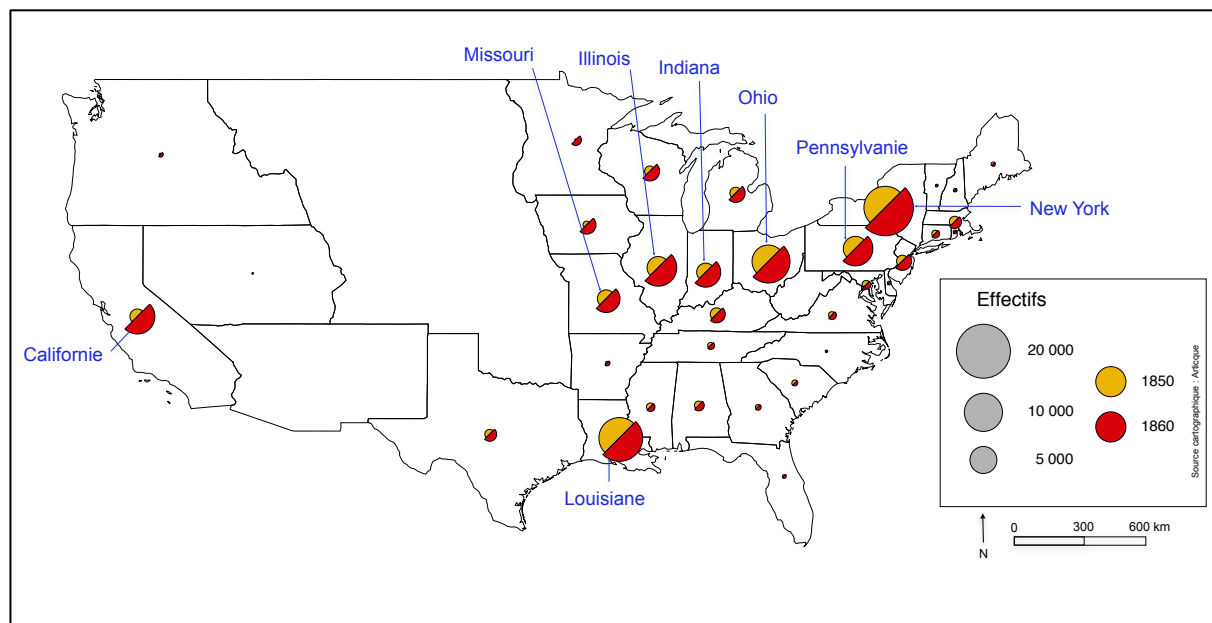 Missouri
Illinois
Indiana
Ohio
Pennsylvanie
New York
Californie
Louisiane
Effectifs
20 000
10 000
5 000
1850
1860
Source cartographique : Articque
N
0 300 600 km